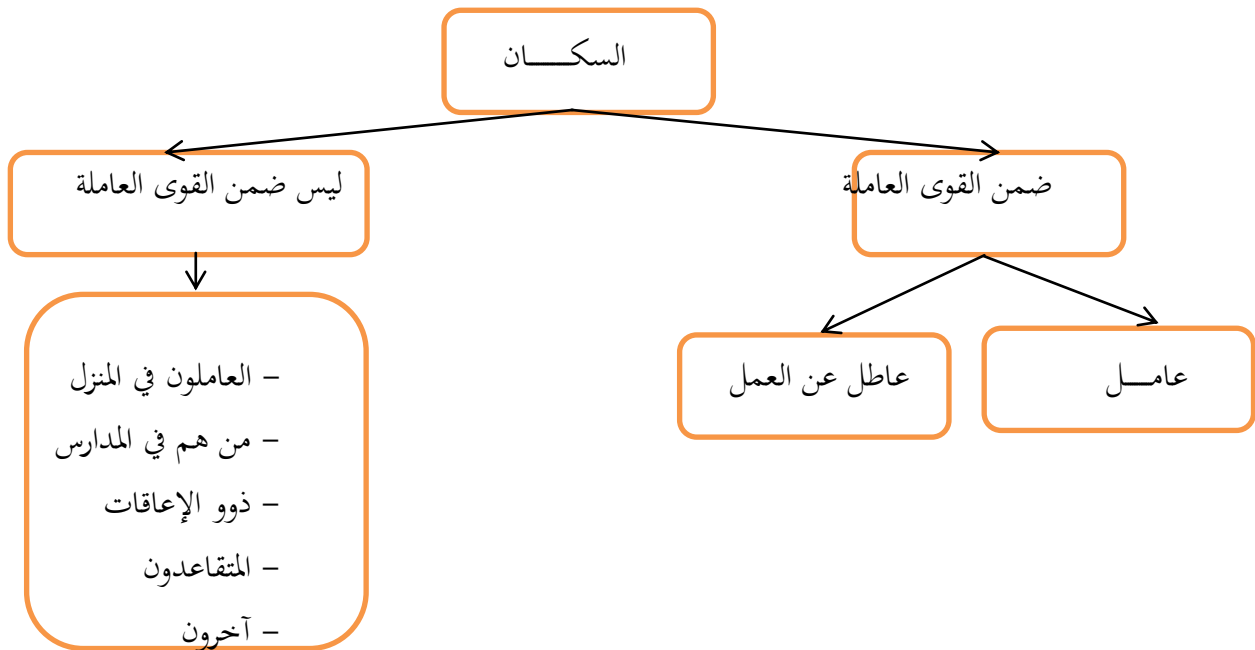 السكـــــان
ضمن القوى العاملة
ليس ضمن القوى العاملة
عامـــل
عاطل عن العمل
– العاملون في المنزل
– من هم في المدارس
– ذوو الإعاقات
– المتقاعدون
– آخرون